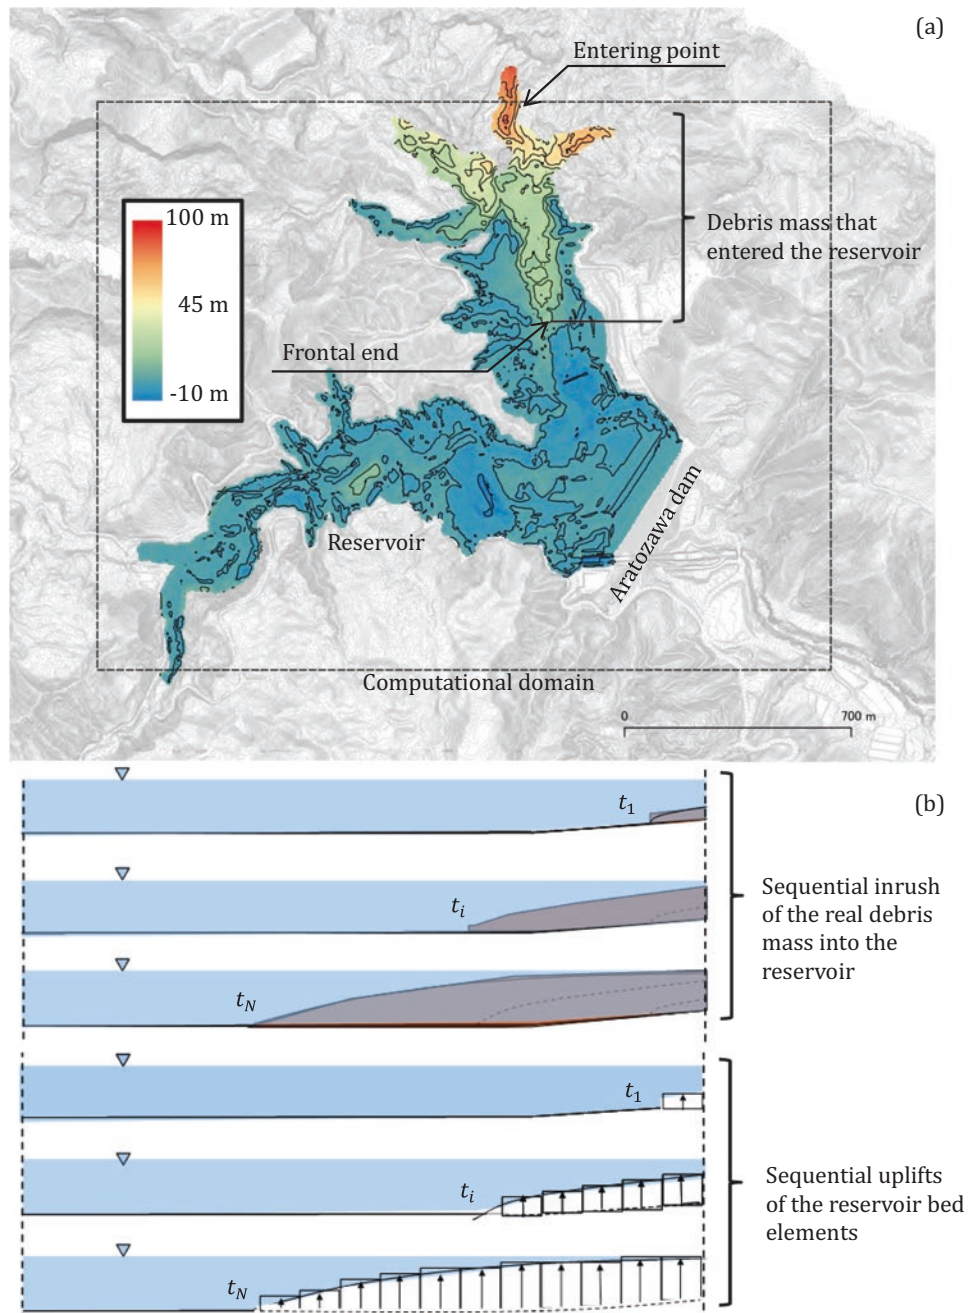 (a)
Entering point
100 m
45 m
-10 m
Debris mass that
entered the reservoir
Frontal end
Reservoir
Aratozawa dam
Computational domain
0
700 m
(b)
t1
ti
tN
Sequential inrush
of the real debris
mass into the
reservoir
t1
ti
tN
Sequential uplifts
of the reservoir bed
elements